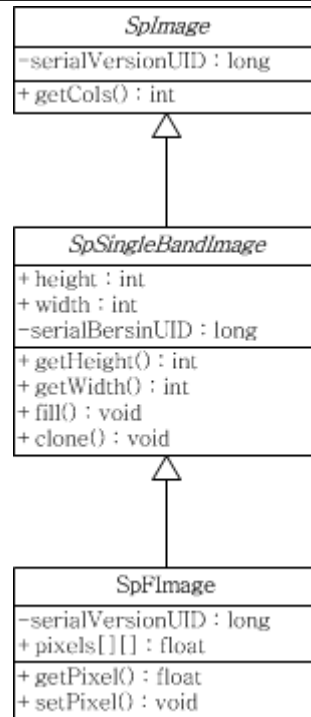 SpImage
-serialVersionUID : long
+ getCols() : int
SpSingleBandImage
+ height : int
+ width : int
-serialBersinUID : long
+ getHeight() : int
+ getWidth() : int
+ fill() : void
+ clone() : void
SpFImage
-serialVersionUID : long
+ pixels[][] : float
+ getPixel() : float
+ setPixel() : void